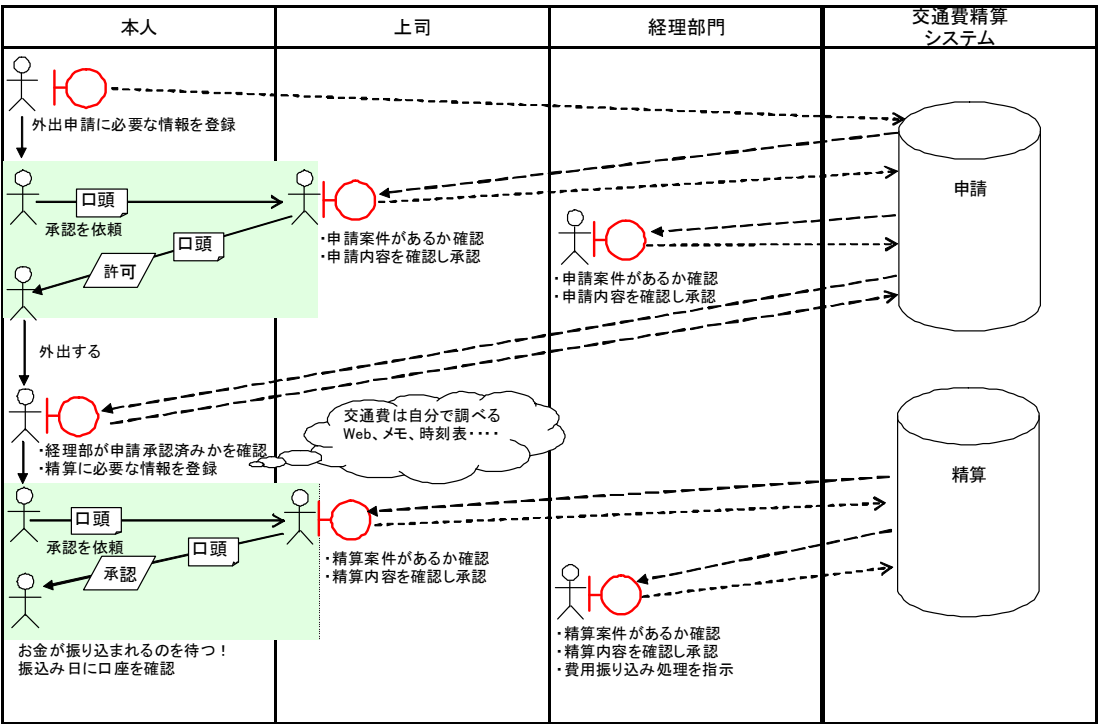 本人
上司
経理部門
交通費精算
システム
外出申請に必要な情報を登録
口頭
承認を依頼
口頭
許可
・申請案件があるか確認
・申請内容を確認し承認
・申請案件があるか確認
・申請内容を確認し承認
申請
外出する
交通費は自分で調べる
Web、メモ、時刻表・・・・
・経理部が申請承認済みかを確認
・精算に必要な情報を登録
精算
口頭
承認を依頼
口頭
承認
・精算案件があるか確認
・精算内容を確認し承認
・精算案件があるか確認
・精算内容を確認し承認
・費用振り込み処理を指示
お金が振り込まれるのを待つ！
振込み日に口座を確認